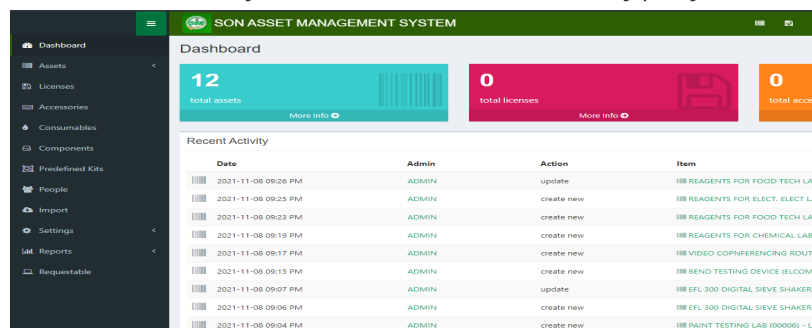 SON ASSET MANAGEMENT SYSTEM
Dashboard
Assets
Licenses
Accessories
Consumables
Components
Predefined Kits
People
Import
Settings
Reports
Requestable
Dashboard
12
total assets
More Info
0
total licenses
More Info
0
total acce
Recent Activity
Date Admin Action Item
2021-11-08 09:26 PM ADMIN update REAGENTS FOR FOOD TECH LA
2021-11-08 09:25 PM ADMIN create new REAGENTS FOR ELECT. ELECT L
2021-11-08 09:23 PM ADMIN create new REAGENTS FOR FOOD TECH LA
2021-11-08 09:19 PM ADMIN create new REAGENTS FOR CHEMICAL LAB
2021-11-08 09:17 PM ADMIN create new VIDEO COPNFERENCING ROUT
2021-11-08 09:15 PM ADMIN create new BEND TESTING DEVICE (ELCOM
2021-11-08 09:07 PM ADMIN update EFL 300 DIGITAL SIEVE SHAKER
2021-11-08 09:06 PM ADMIN create new EFL 300 DIGITAL SIEVE SHAKER
2021-11-08 09:04 PM ADMIN create new PAINT TESTING LAB (00006) - L